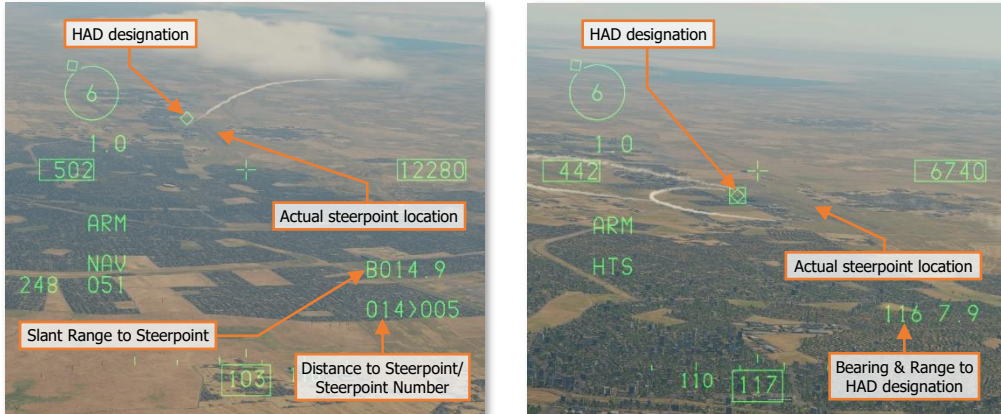 HAD designation
6
1.0
502
12280
Actual steerpoint location
ARM
NAV
248 051
B014.9
014>005
Slant Range to Steerpoint
Distance to Steerpoint/
Steerpoint Number
103
HAD designation
6
1.0
442
6740
ARM
HTS
Actual steerpoint location
116 7.9
Bearing & Range to
HAD designation
110
117